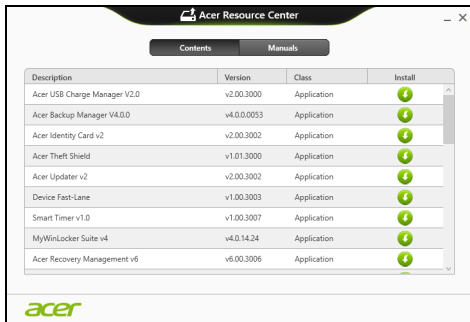 Acer Resource Center
Contents Manuals
Description Version Class Install
Acer USB Charge Manager V2.0 v2.00.3000 Application
Acer Backup Manager V4.0.0 v4.0.0.0053 Application
Acer Identity Card v2 v2.00.3002 Application
Acer Theft Shield v1.01.3000 Application
Acer Updater v2 v2.00.3002 Application
Device Fast-Lane v1.00.3003 Application
Smart Timer v1.0 v1.00.3007 Application
MyWinLocker Suite v4 v4.0.14.24 Application
Acer Recovery Management v6 v6.00.3006 Application
acer